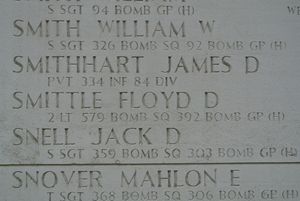 S SGT 94 BOMB GP (H)
SMITH WILLIAM W
S SGT 326 BOMB SQ 92 BOMB GP (H)
SMITHHART JAMES D
PVT 334 INF 84 DIV
SMITTLE FLOYD D
2 LT 579 BOMB SQ 392 BOMB GP (H)
SNELL JACK D
S SGT 359 BOMB SQ 303 BOMB GP (H)
SNOVER MAHLON E
T SGT 368 BOMB SQ 306 BOMB GP (H)